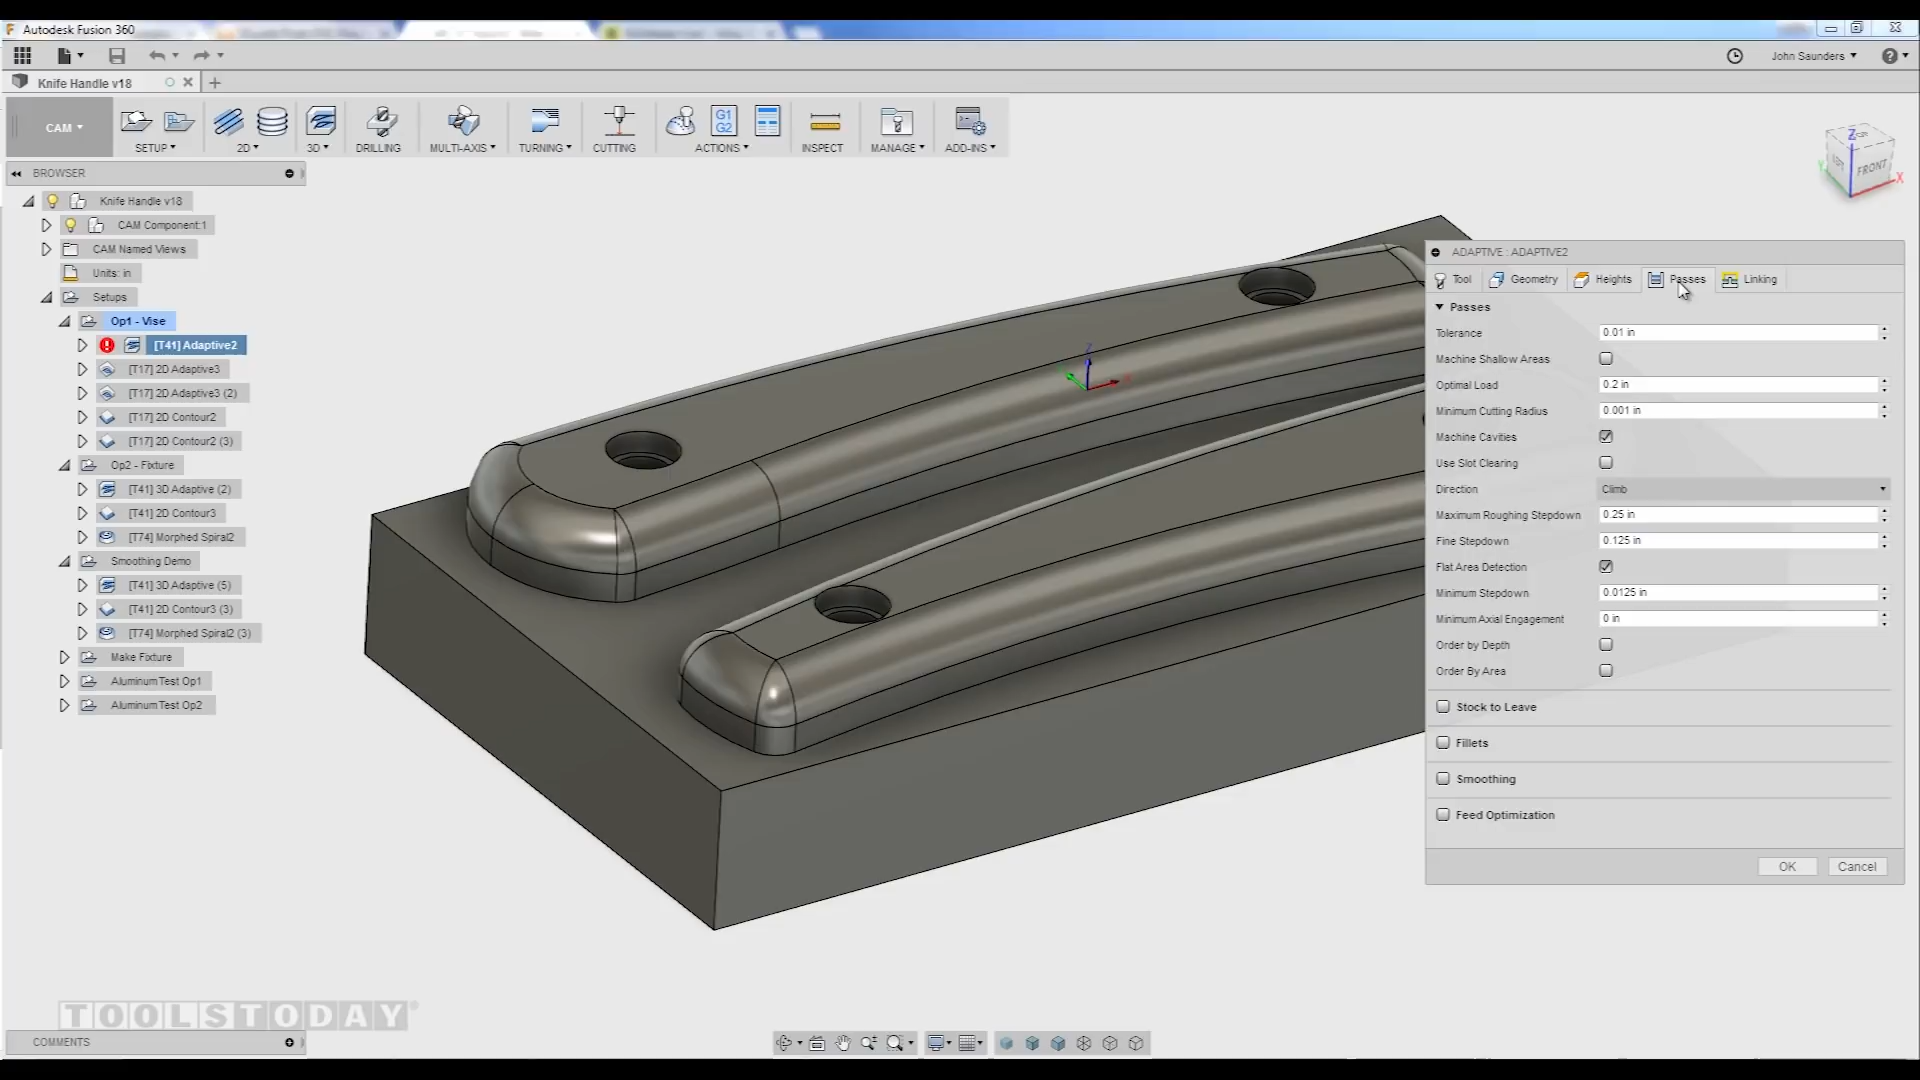 Autodesk Fusion 360
John Saunders
Knife Handle v18
CAM
SETUP
2D
3D
DRILLING
MULTI-AXIS
TURNING
CUTTING
G1
G2
ACTIONS
INSPECT
MANAGE
ADD-INS
BROWSER
Knife Handle v18
CAM Component:1
CAM Named Views
Units: in
Setups
Op1 - Vise
[T41] Adaptive2
[T17] 2D Adaptive3
[T17] 2D Adaptive3 (2)
[T17] 2D Contour2
[T17] 2D Contour2 (3)
Op2 - Fixture
[T41] 3D Adaptive (2)
[T41] 2D Contour3
[T74] Morphed Spiral2
Smoothing Demo
[T41] 3D Adaptive (5)
[T41] 2D Contour3 (3)
[T74] Morphed Spiral2 (3)
Make Fixture
Aluminum Test Op1
Aluminum Test Op2
Z
FRONT
X
Z
ADAPTIVE : ADAPTIVE2
Tool Geometry Heights Passes Linking
Passes
Tolerance 0.01 in
Machine Shallow Areas
Optimal Load 0.2 in
Minimum Cutting Radius 0.001 in
Machine Cavities
Use Slot Clearing
Direction Climb
Maximum Roughing Stepdown 0.25 in
Fine Stepdown 0.125 in
Flat Area Detection
Minimum Stepdown 0.0125 in
Minimum Axial Engagement 0 in
Order by Depth
Order By Area
Stock to Leave
Fillets
Smoothing
Feed Optimization
OK Cancel
TOOLSTODAY®
COMMENTS